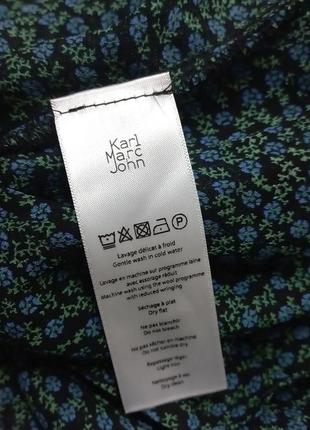 Karl
Marc
John
P
Lavage délicat à froid
Gentle wash in cold water
Lavage en machine sur programme laine
avec essorage réduit
Machine wash using the wool programme
with reduced wringing
Séchage à plat
Dry flat
Ne pas blanchir
Do not bleach
Ne pas sécher en machine
Do not tumble dry
Repassage léger
Light iron
Nettoyage à sec
Dry clean